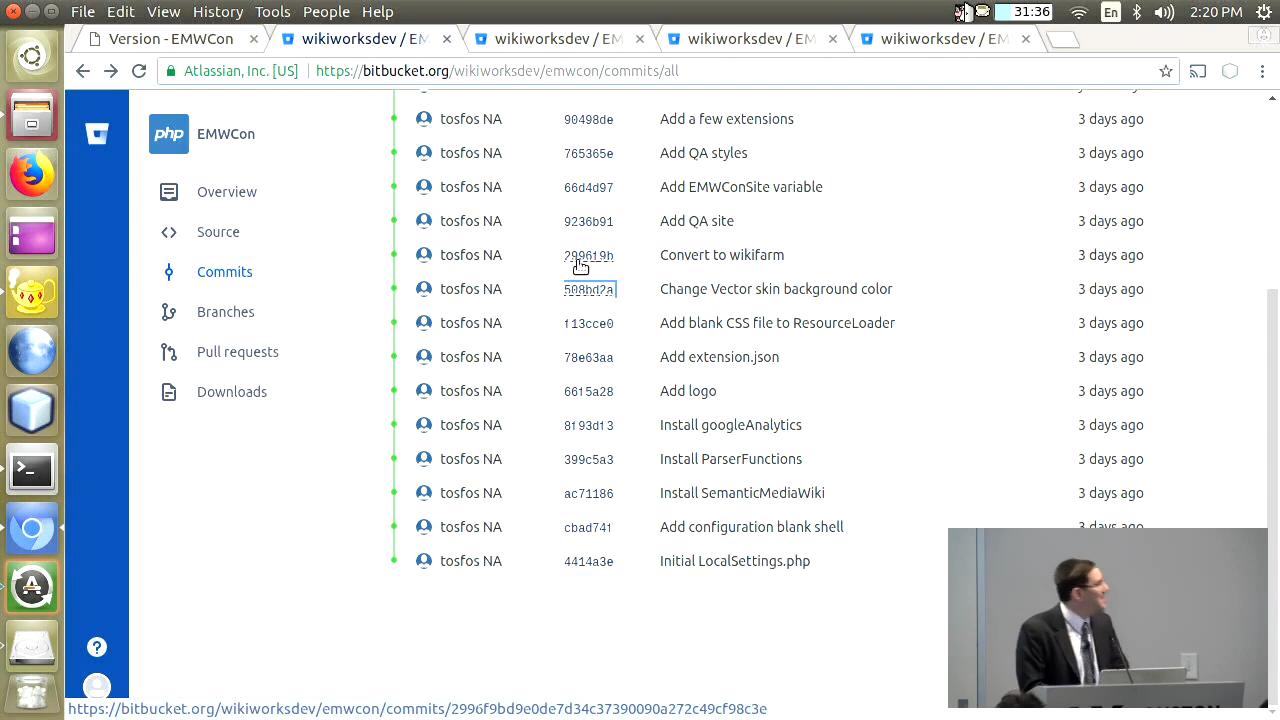 File Edit View History Tools People Help
31:36 En 2:20 PM
Version - EMWCon × wikiworksdev / EM × wikiworksdev / EM × wikiworksdev / EM × wikiworksdev / EM ×
Atlassian, Inc. [US] https://bitbucket.org/wikiworksdev/emwcon/commits/all
php EMWCon
Overview
Source
Commits
Branches
Pull requests
Downloads
tosfos NA 90498de Add a few extensions 3 days ago
tosfos NA 765365e Add QA styles 3 days ago
tosfos NA 66d4d97 Add EMWConSite variable 3 days ago
tosfos NA 9236b91 Add QA site 3 days ago
tosfos NA 299619b Convert to wikifarm 3 days ago
tosfos NA 508bd2a Change Vector skin background color 3 days ago
tosfos NA f13cce0 Add blank CSS file to ResourceLoader 3 days ago
tosfos NA 78e63aa Add extension.json 3 days ago
tosfos NA 6615a28 Add logo 3 days ago
tosfos NA 8f93df3 Install googleAnalytics 3 days ago
tosfos NA 399c5a3 Install ParserFunctions 3 days ago
tosfos NA ac71186 Install SemanticMediaWiki 3 days ago
tosfos NA cbad74f Add configuration blank shell 3 days ago
tosfos NA 4414a3e Initial LocalSettings.php
https://bitbucket.org/wikiworksdev/emwcon/commits/2996f9bd9e0de7d34c37390090a272c49cf98c3e